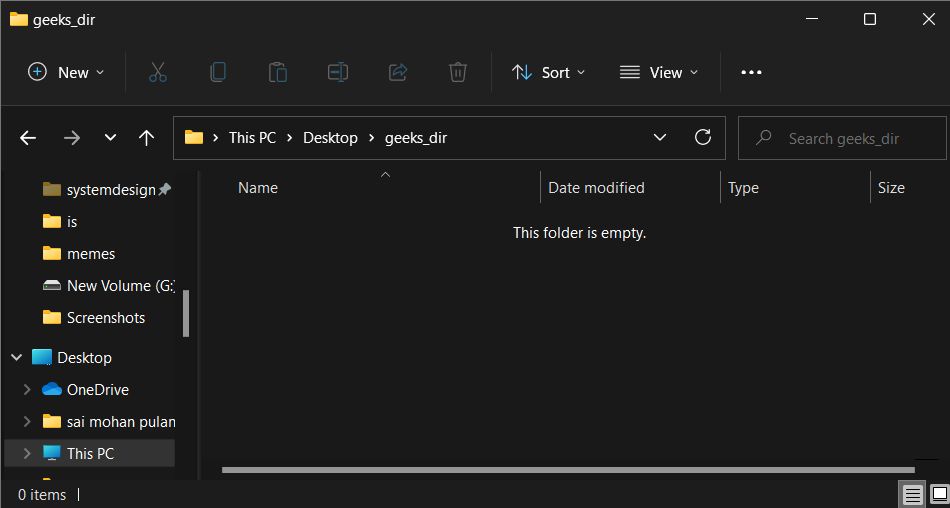 geeks_dir
New Sort View
This PC Desktop geeks_dir Search geeks_dir
Name Date modified Type Size
This folder is empty.
systemdesign
is
memes
New Volume (G:)
Screenshots
Desktop
OneDrive
sai mohan pulan
This PC
0 items